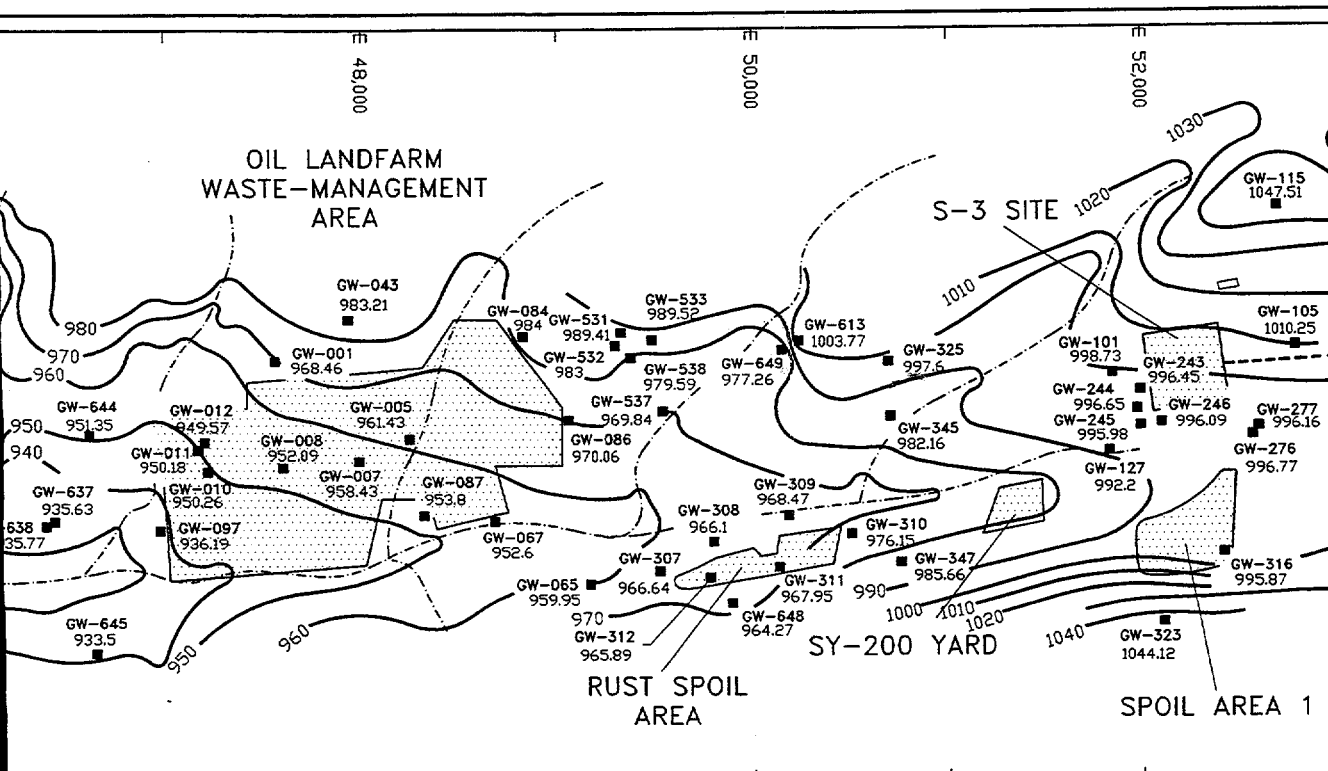 E 48,000
E 50,000
E 52,000
1030
OIL LANDFARM
WASTE-MANAGEMENT
AREA
GW-115
1047.51
S-3 SITE
1020
1010
GW-043
983.21
GW-084
984
GW-531
989.41
GW-533
989.52
GW-613
1003.77
GW-105
1010.25
980
970
960
GW-001
968.46
GW-532
983
GW-538
979.59
GW-649
977.26
GW-325
997.6
GW-101
998.73
GW-243
996.45
GW-244
996.65
GW-245
995.98
GW-246
996.09
GW-277
996.16
GW-276
996.77
950
940
GW-644
951.35
GW-012
949.57
GW-005
961.43
GW-537
969.84
GW-086
970.06
GW-345
982.16
GW-127
992.2
GW-011
950.18
GW-008
952.09
GW-007
958.43
GW-010
950.26
GW-087
953.8
GW-309
968.47
GW-308
966.1
GW-310
976.15
GW-637
935.63
638
35.77
GW-097
936.19
GW-067
952.6
GW-307
966.64
GW-311
967.95
GW-347
985.66
GW-316
995.87
GW-065
959.95
970
990
1000
1010
1020
1040
GW-645
933.5
950
960
GW-312
965.89
GW-648
964.27
GW-323
1044.12
SY-200 YARD
RUST SPOIL
AREA
SPOIL AREA 1